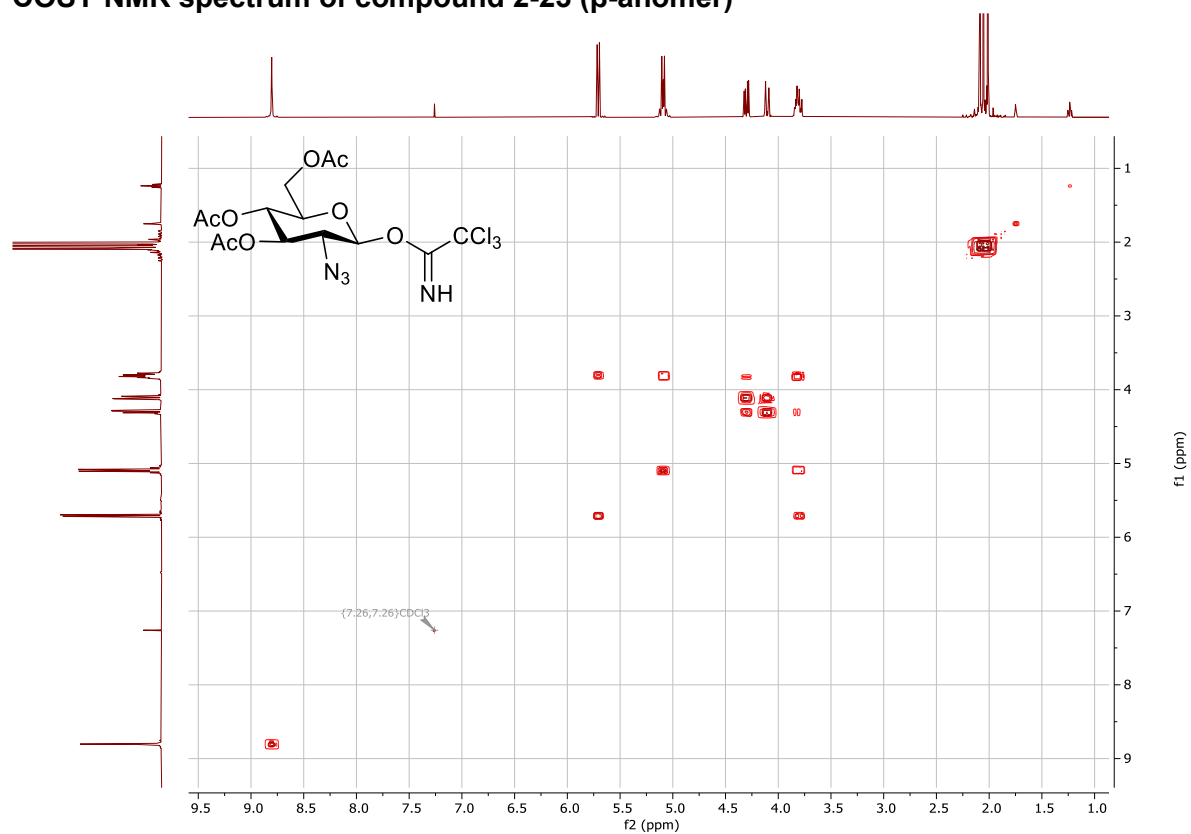 COSY NMR spectrum of compound 2-25 (β-anomer)
OAc
AcO
O
AcO
O
CCl3
N3
NH
1
2
3
4
5
6
7
8
9
f1 (ppm)
{7.26,7.26}CDCl3
9.5 9.0 8.5 8.0 7.5 7.0 6.5 6.0 5.5 5.0 4.5 4.0 3.5 3.0 2.5 2.0 1.5 1.0
f2 (ppm)